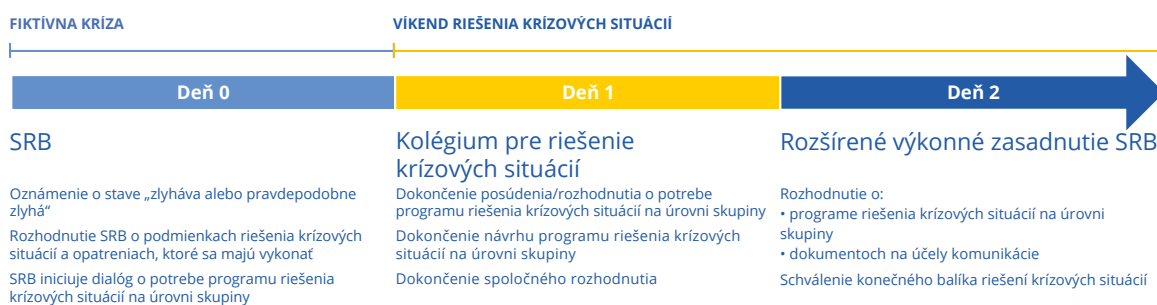 FIKTÍVNA KRÍZA
VÍKEND RIEŠENIA KRÍZOVÝCH SITUÁCIÍ
Deň 0
Deň 1
Deň 2
SRB
Oznámenie o stave „zlyháva alebo pravdepodobne
zlyhá“
Rozhodnutie SRB o podmienkach riešenia krízových
situácií a opatreniach, ktoré sa majú vykonať
SRB iniciuje dialóg o potrebe programu riešenia
krízových situácií na úrovni skupiny
Kolégium pre riešenie
krízových situácií
Dokončenie posúdenia/rozhodnutia o potrebe
programu riešenia krízových situácií na úrovni skupiny
Dokončenie návrhu programu riešenia krízových
situácií na úrovni skupiny
Dokončenie spoločného rozhodnutia
Rozšírené výkonné zasadnutie SRB
Rozhodnutie o:
• programe riešenia krízových situácií na úrovni
skupiny
• dokumentoch na účely komunikácie
Schválenie konečného balíka riešení krízových situácií